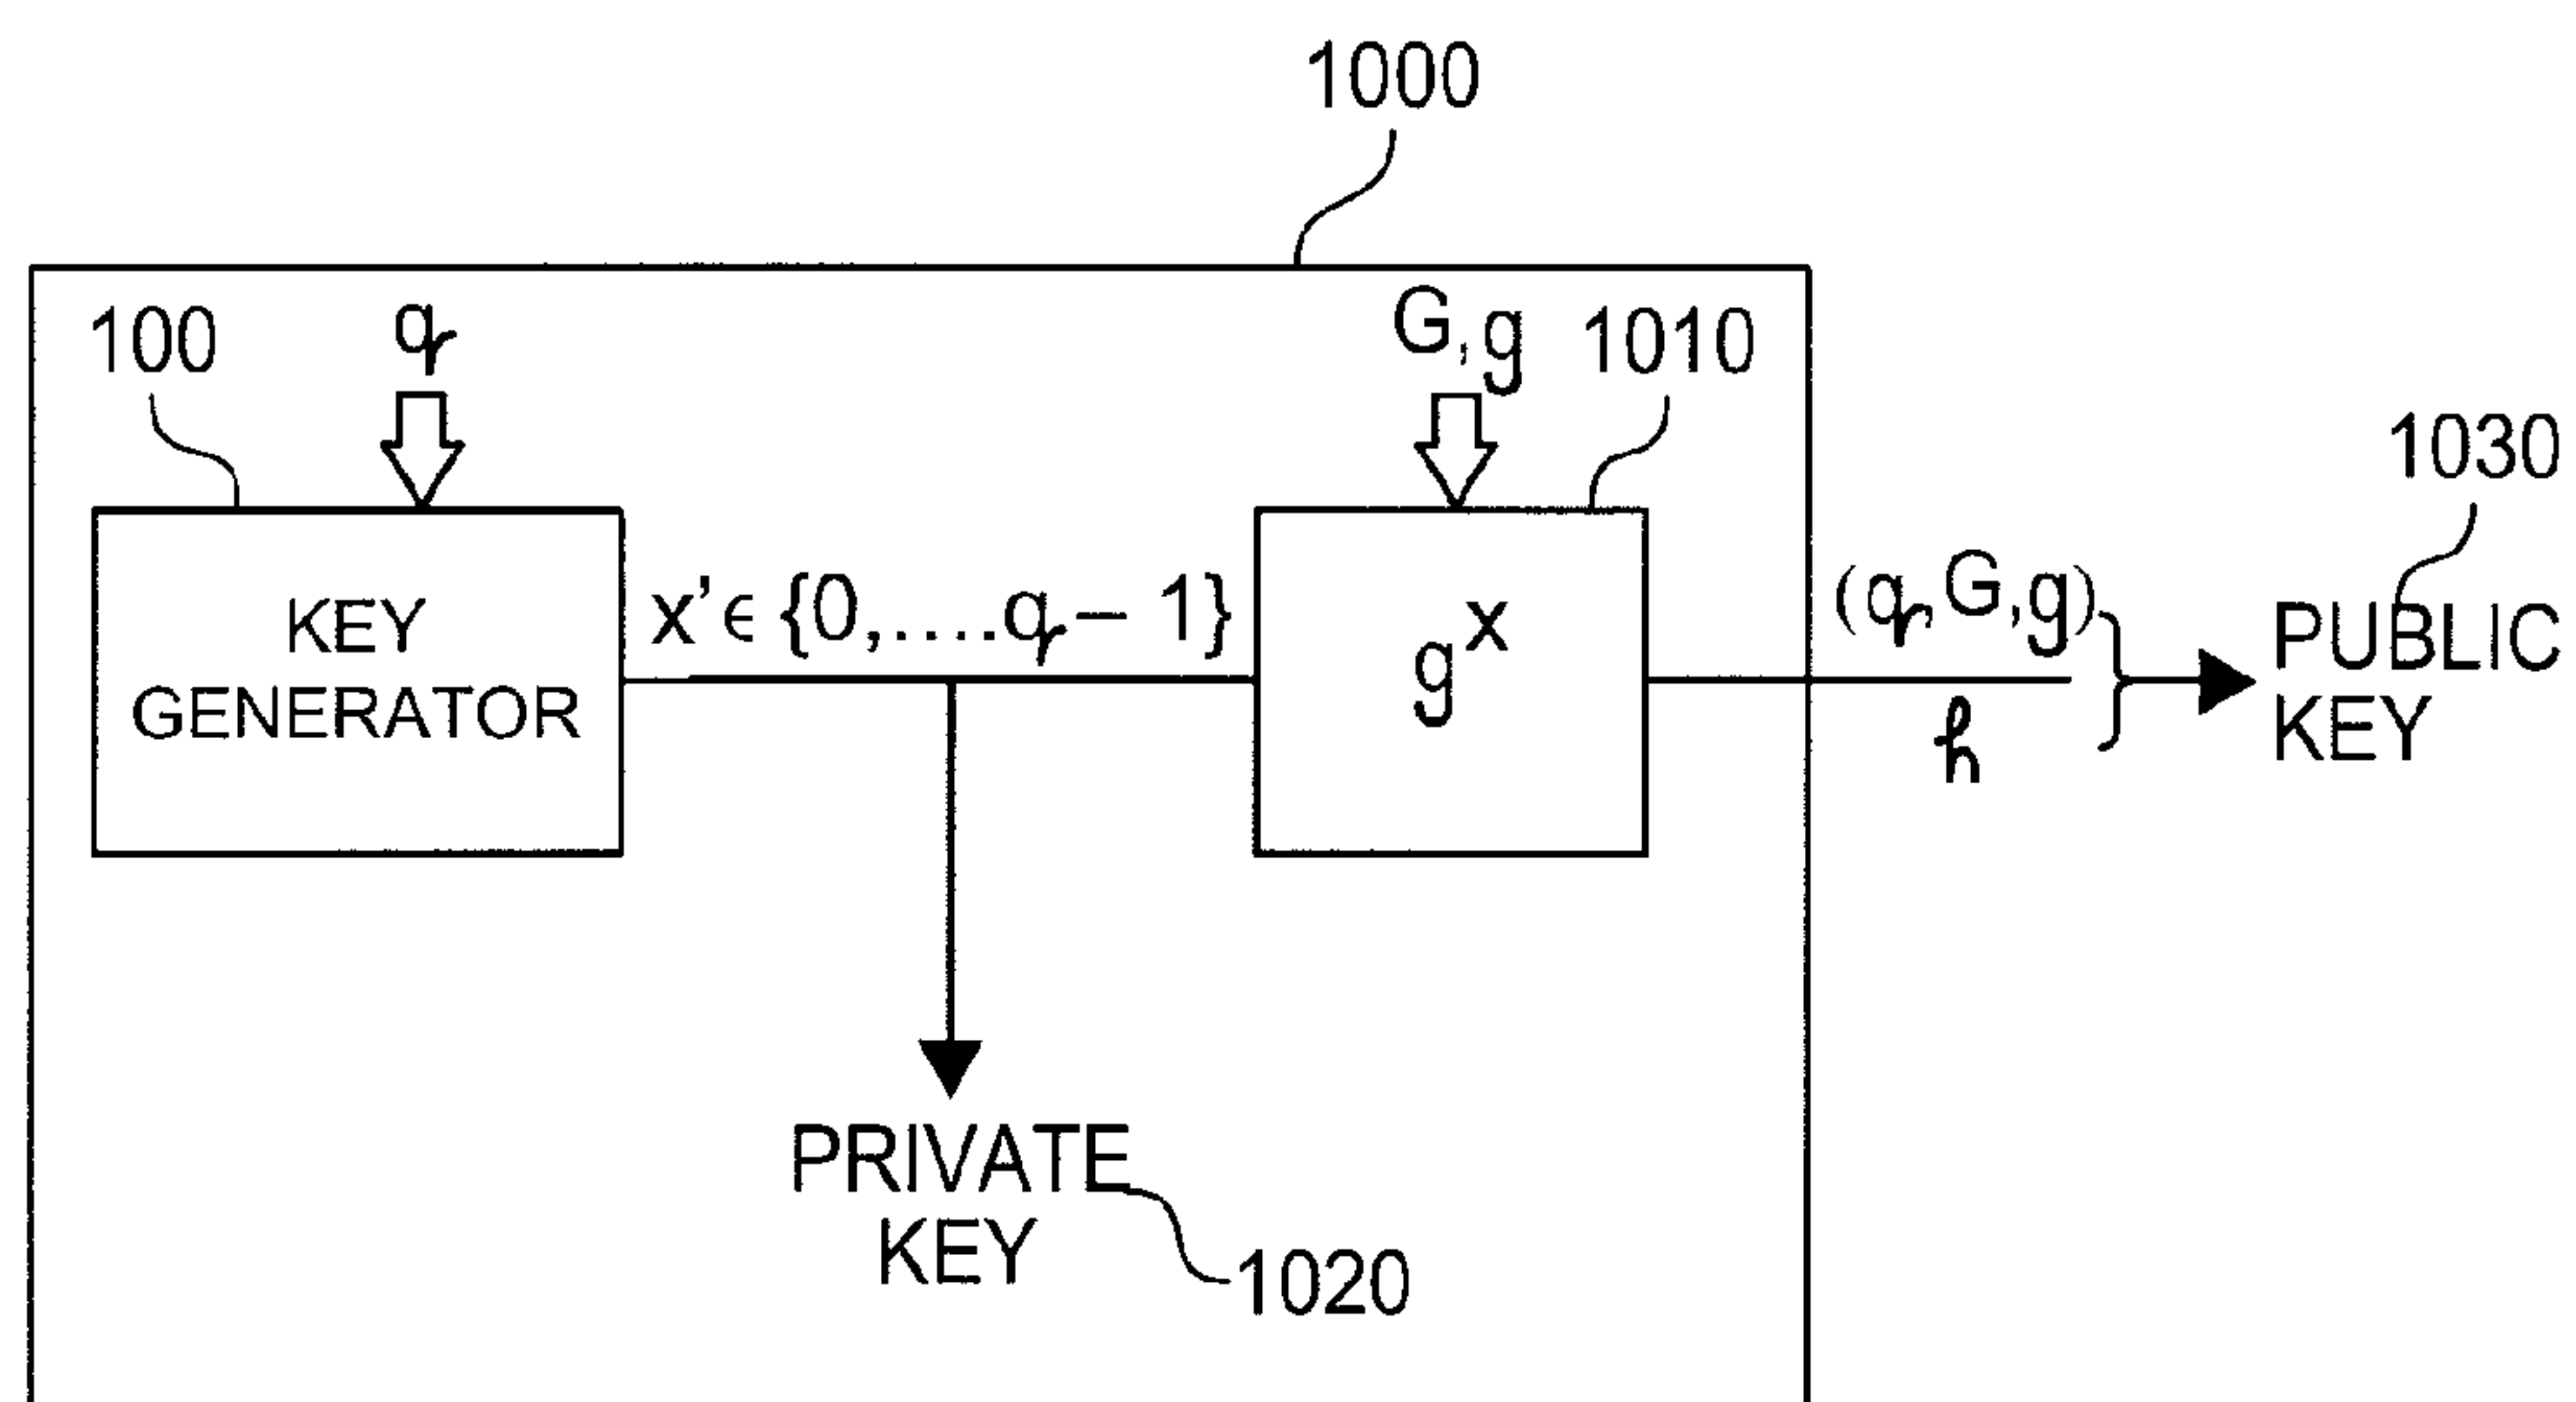 1000
100
q
G,g
1010
1030
KEY
GENERATOR
x' ϵ {0,....q – 1}
g^x
(q,G,g)
h
PUBLIC
KEY
PRIVATE
KEY
1020